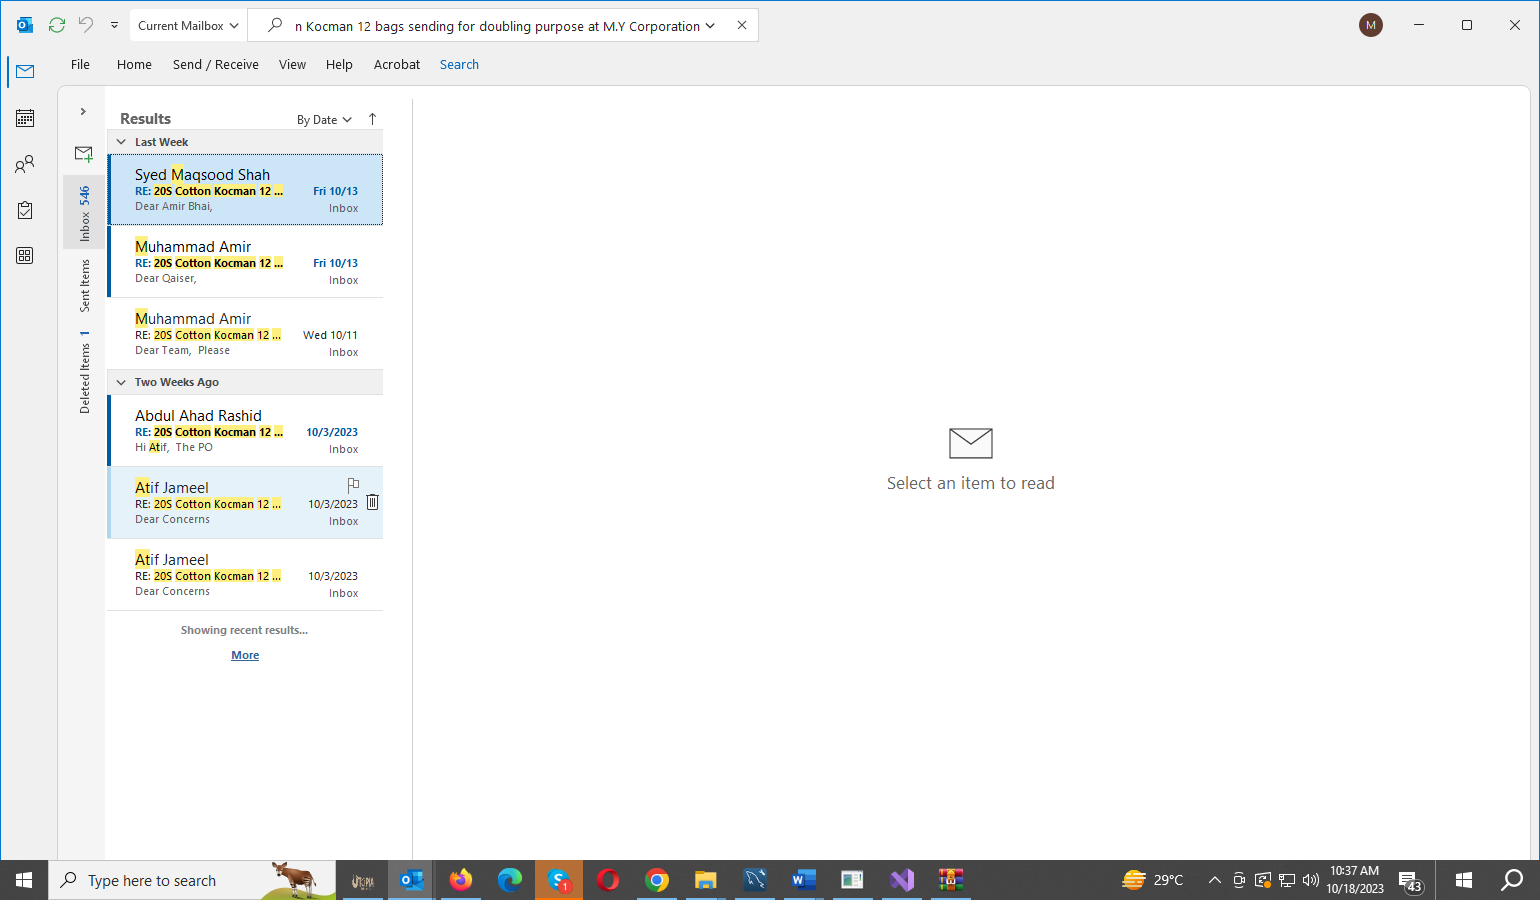 Current Mailbox
n Kocman 12 bags sending for doubling purpose at M.Y Corporation
M
File Home Send / Receive View Help Acrobat Search
Results By Date
Inbox 546
Sent Items
Deleted Items 1
Last Week
Syed Maqsood Shah
RE: 20S Cotton Kocman 12 ... Fri 10/13
Dear Amir Bhai, Inbox
Muhammad Amir
RE: 20S Cotton Kocman 12 ... Fri 10/13
Dear Qaiser, Inbox
Muhammad Amir
RE: 20S Cotton Kocman 12 ... Wed 10/11
Dear Team, Please Inbox
Two Weeks Ago
Abdul Ahad Rashid
RE: 20S Cotton Kocman 12 ... 10/3/2023
Hi Atif, The PO Inbox
Atif Jameel
RE: 20S Cotton Kocman 12 ... 10/3/2023
Dear Concerns Inbox
Atif Jameel
RE: 20S Cotton Kocman 12 ... 10/3/2023
Dear Concerns Inbox
Showing recent results...
More
Select an item to read
Type here to search
UTOPIA
1
29°C
10:37 AM
10/18/2023
43